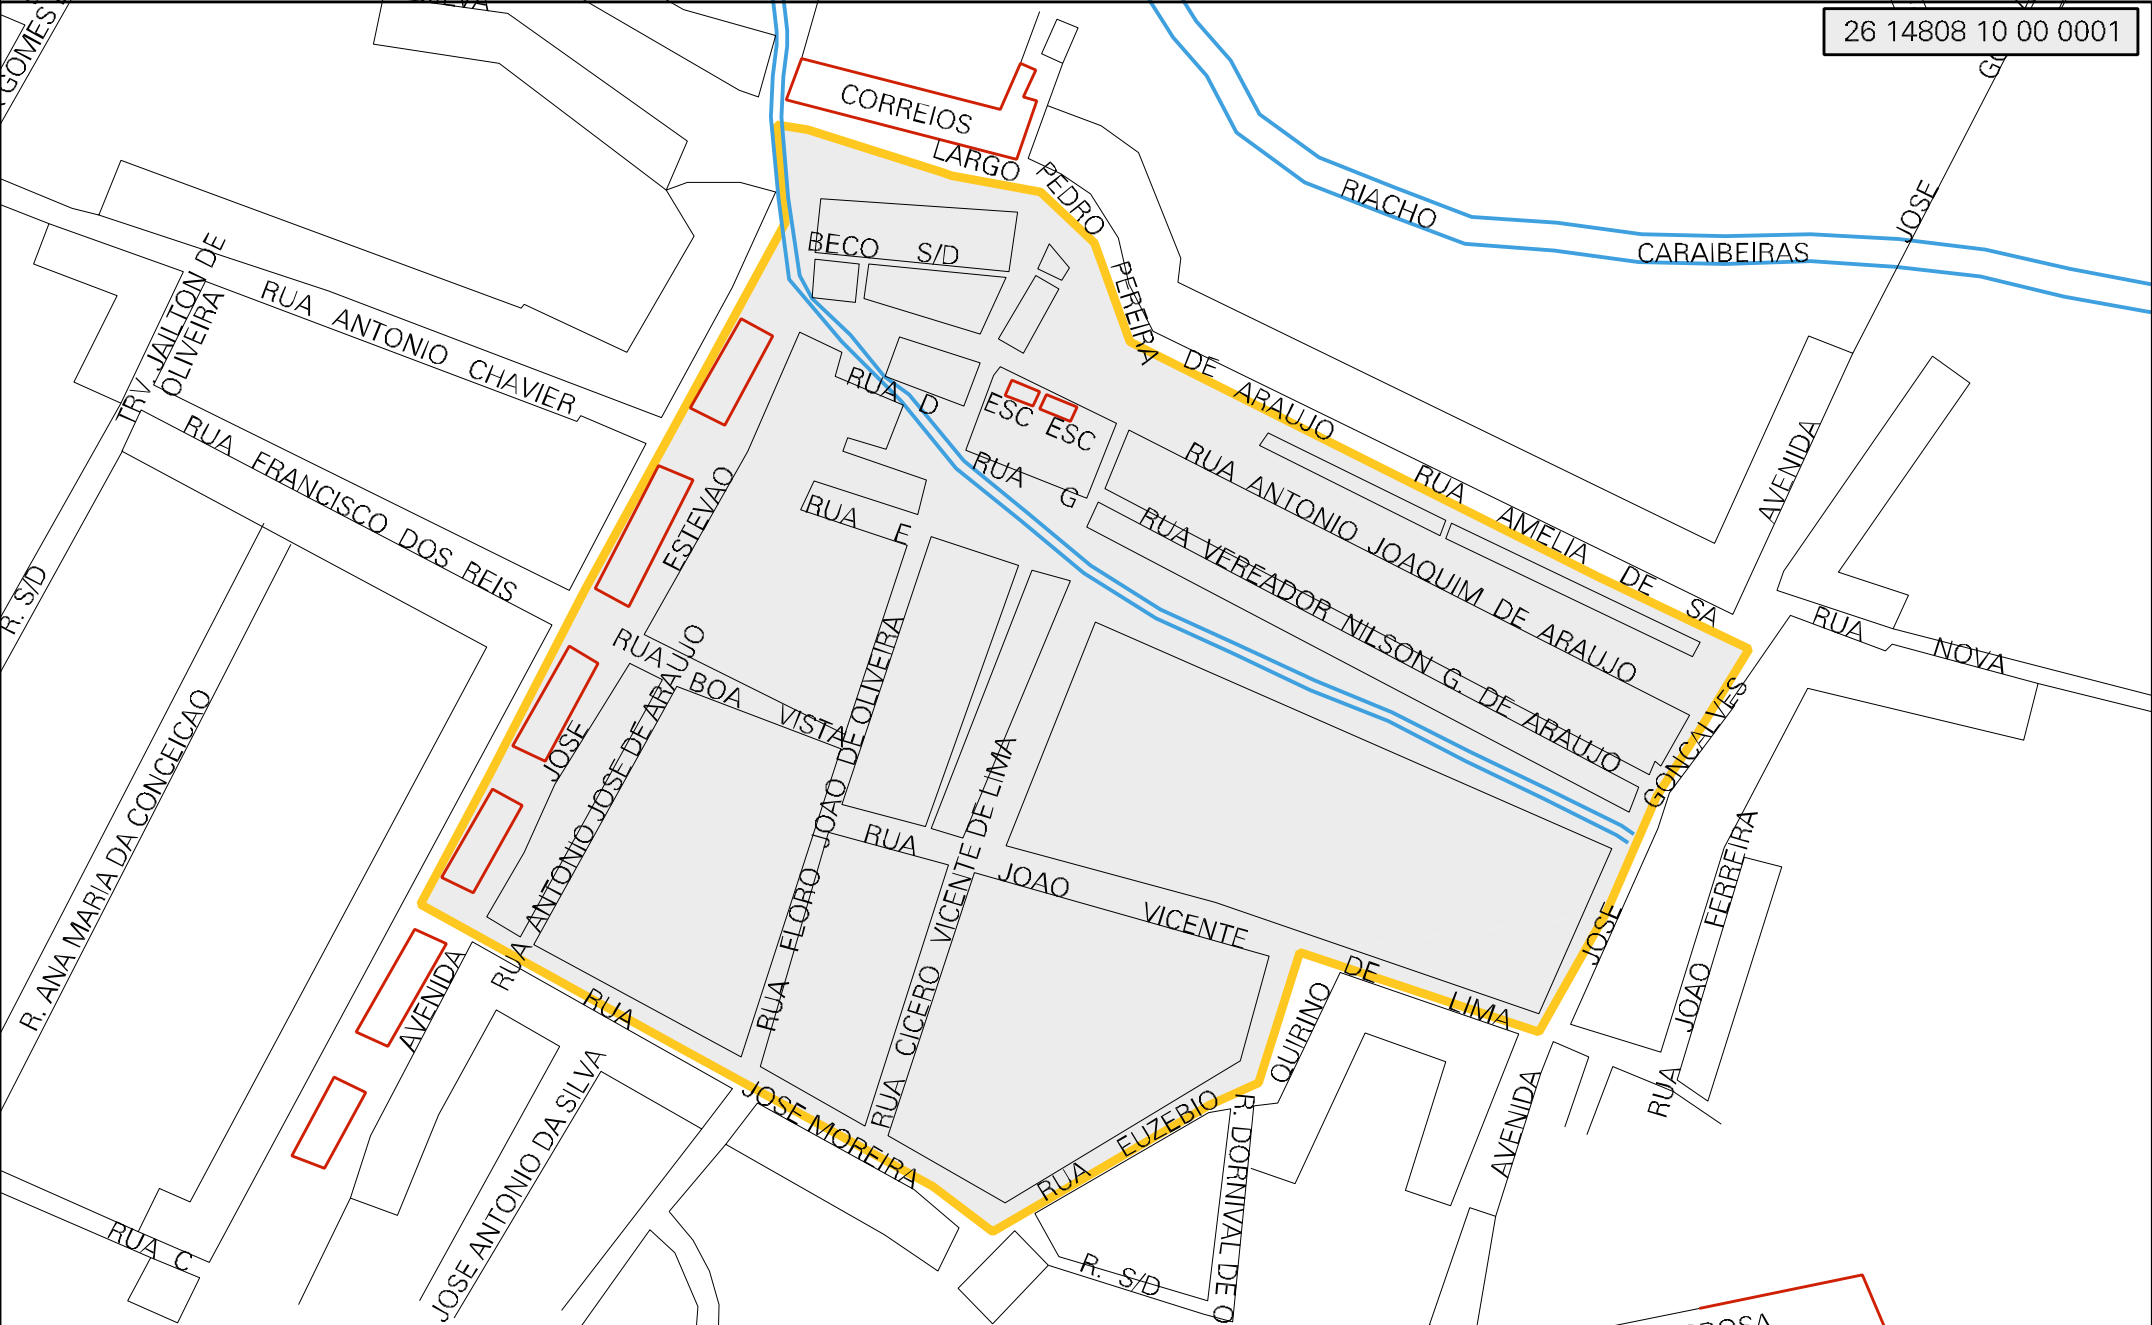 26 14808 10 00 0001
GOMES
CORREIOS
LARGO PEDRO PEREIRA DE ARAUJO
RIACHO CARAIBEIRAS
AVENIDA JOSE
BECO S/D
TRV JAILTON DE
OLIVEIRA
RUA ANTONIO CHAVIER
RUA FRANCISCO DOS REIS
R. S/D
RUA D
ESC ESC
RUA G
RUA E
RUA ANTONIO JOAQUIM DE ARAUJO
RUA AMELIA DE SA
RUA VEREADOR NILSON G. DE ARAUJO
RUA NOVA
AVENIDA JOSE ESTEVAO
RUA BOA VISTA
RUA ANTONIO JOSE DE ARAUJO
RUA FLORO JOAO DE OLIVEIRA
RUA CICERO VICENTE DE LIMA
RUA JOAO VICENTE DE LIMA
AVENIDA JOSE GONCALVES
RUA JOAO FERREIRA
R. ANA MARIA DA CONCEICAO
RUA JOSE MOREIRA
RUA EUZEBIO QUIRINO
R. DORNIVAL DE O
JOSE ANTONIO DA SILVA
RUA C
R. S/D